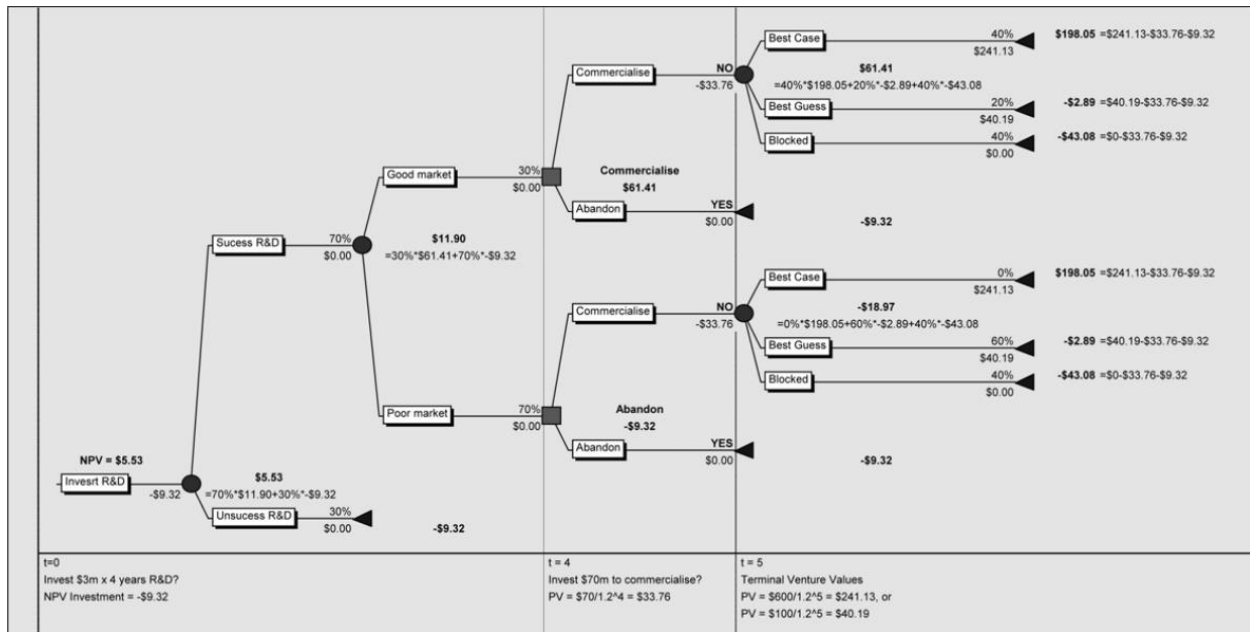 Best Case
40%
$241.13
$198.05 =$241.13-$33.76-$9.32
Commercialise
NO
-$33.76
$61.41
=40%*$198.05+20%*-$2.89+40%*-$43.08
Best Guess
20%
$40.19
-$2.89 =$40.19-$33.76-$9.32
Blocked
40%
$0.00
-$43.08 =$0-$33.76-$9.32
Good market
30%
$0.00
Commercialise
$61.41
Abandon
YES
$0.00
-$9.32
Sucess R&D
70%
$0.00
$11.90
=30%*$61.41+70%*-$9.32
Best Case
0%
$241.13
$198.05 =$241.13-$33.76-$9.32
Commercialise
NO
-$33.76
-$18.97
=0%*$198.05+60%*-$2.89+40%*-$43.08
Best Guess
60%
$40.19
-$2.89 =$40.19-$33.76-$9.32
Blocked
40%
$0.00
-$43.08 =$0-$33.76-$9.32
Poor market
70%
$0.00
Abandon
-$9.32
Abandon
YES
$0.00
-$9.32
NPV = $5.53
Invesrt R&D
-$9.32
$5.53
=70%*$11.90+30%*-$9.32
Unsucess R&D
30%
$0.00
-$9.32
t=0
Invest $3m x 4 years R&D?
NPV Investment = -$9.32
t = 4
Invest $70m to commercialise?
PV = $70/1.2^4 = $33.76
t = 5
Terminal Venture Values
PV = $600/1.2^5 = $241.13, or
PV = $100/1.2^5 = $40.19